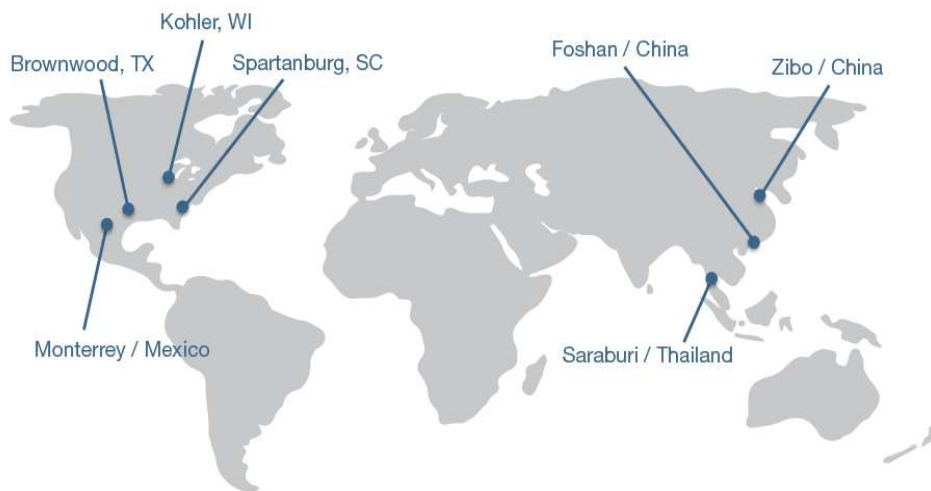 Kohler, WI
Brownwood, TX
Spartanburg, SC
Foshan / China
Zibo / China
Monterrey / Mexico
Saraburi / Thailand